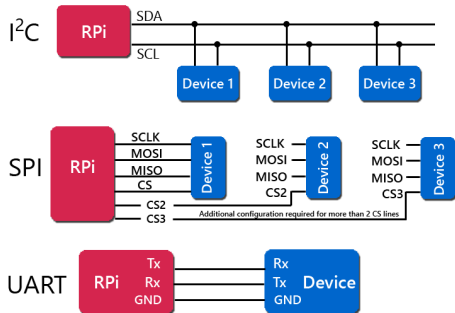 I²C
RPi
SDA
SCL
Device 1
Device 2
Device 3
SPI
RPi
SCLK
MOSI
MISO
CS
CS2
CS3
Device 1
SCLK
MOSI
MISO
CS2
Device 2
SCLK
MOSI
MISO
CS3
Device 3
Additional configuration required for more than 2 CS lines
UART
RPi
Tx
Rx
GND
Rx
Tx
GND
Device